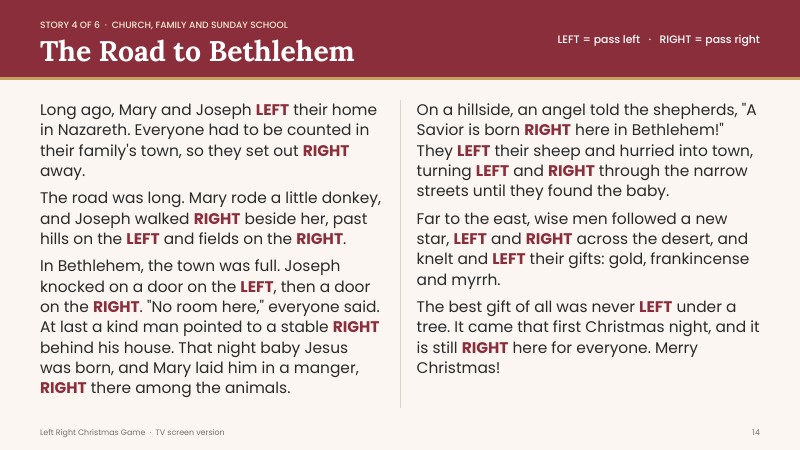 STORY 4 OF 6 · CHURCH, FAMILY AND SUNDAY SCHOOL
The Road to Bethlehem
LEFT = pass left · RIGHT = pass right
Long ago, Mary and Joseph LEFT their home
in Nazareth. Everyone had to be counted in
their family's town, so they set out RIGHT
away.
The road was long. Mary rode a little donkey,
and Joseph walked RIGHT beside her, past
hills on the LEFT and fields on the RIGHT.
In Bethlehem, the town was full. Joseph
knocked on a door on the LEFT, then a door
on the RIGHT. "No room here," everyone said.
At last a kind man pointed to a stable RIGHT
behind his house. That night baby Jesus
was born, and Mary laid him in a manger,
RIGHT there among the animals.
On a hillside, an angel told the shepherds, "A
Savior is born RIGHT here in Bethlehem!"
They LEFT their sheep and hurried into town,
turning LEFT and RIGHT through the narrow
streets until they found the baby.
Far to the east, wise men followed a new
star, LEFT and RIGHT across the desert, and
knelt and LEFT their gifts: gold, frankincense
and myrrh.
The best gift of all was never LEFT under a
tree. It came that first Christmas night, and it
is still RIGHT here for everyone. Merry
Christmas!
Left Right Christmas Game · TV screen version
14